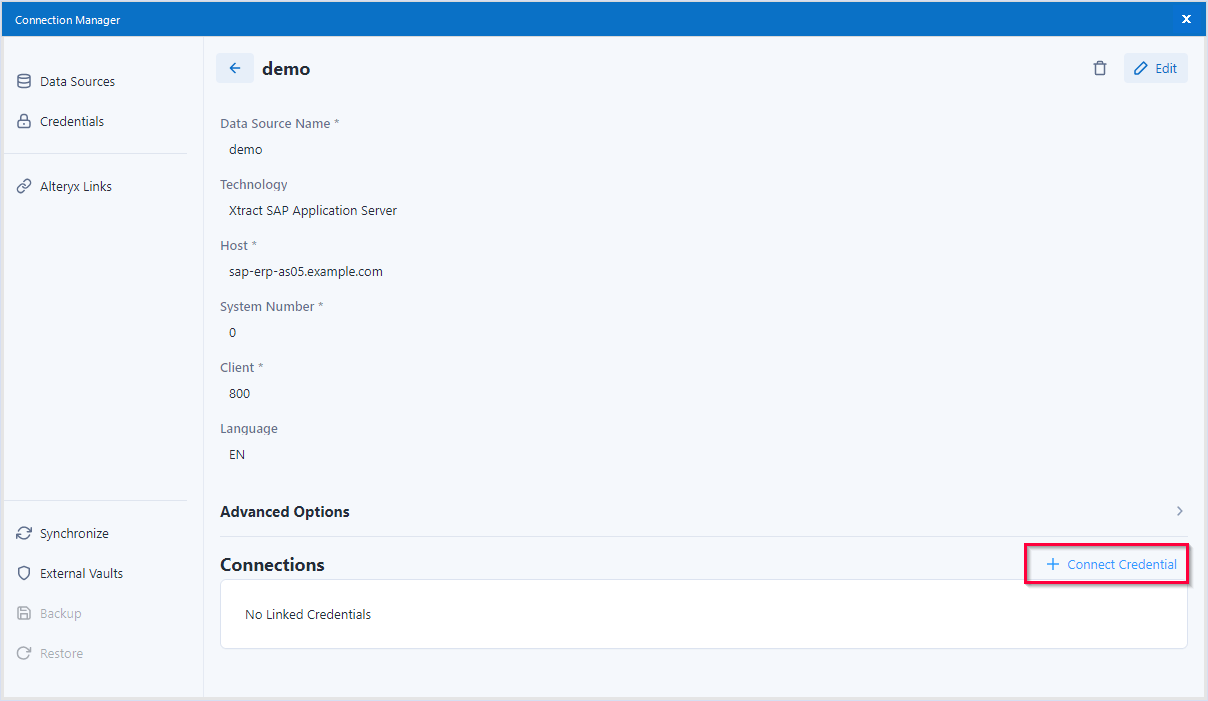 Connection Manager
Data Sources
Credentials
Alteryx Links
Synchronize
External Vaults
Backup
Restore
demo
Edit
Data Source Name *
demo
Technology
Xtract SAP Application Server
Host *
sap-erp-as05.example.com
System Number *
0
Client *
800
Language
EN
Advanced Options
Connections
Connect Credential
No Linked Credentials